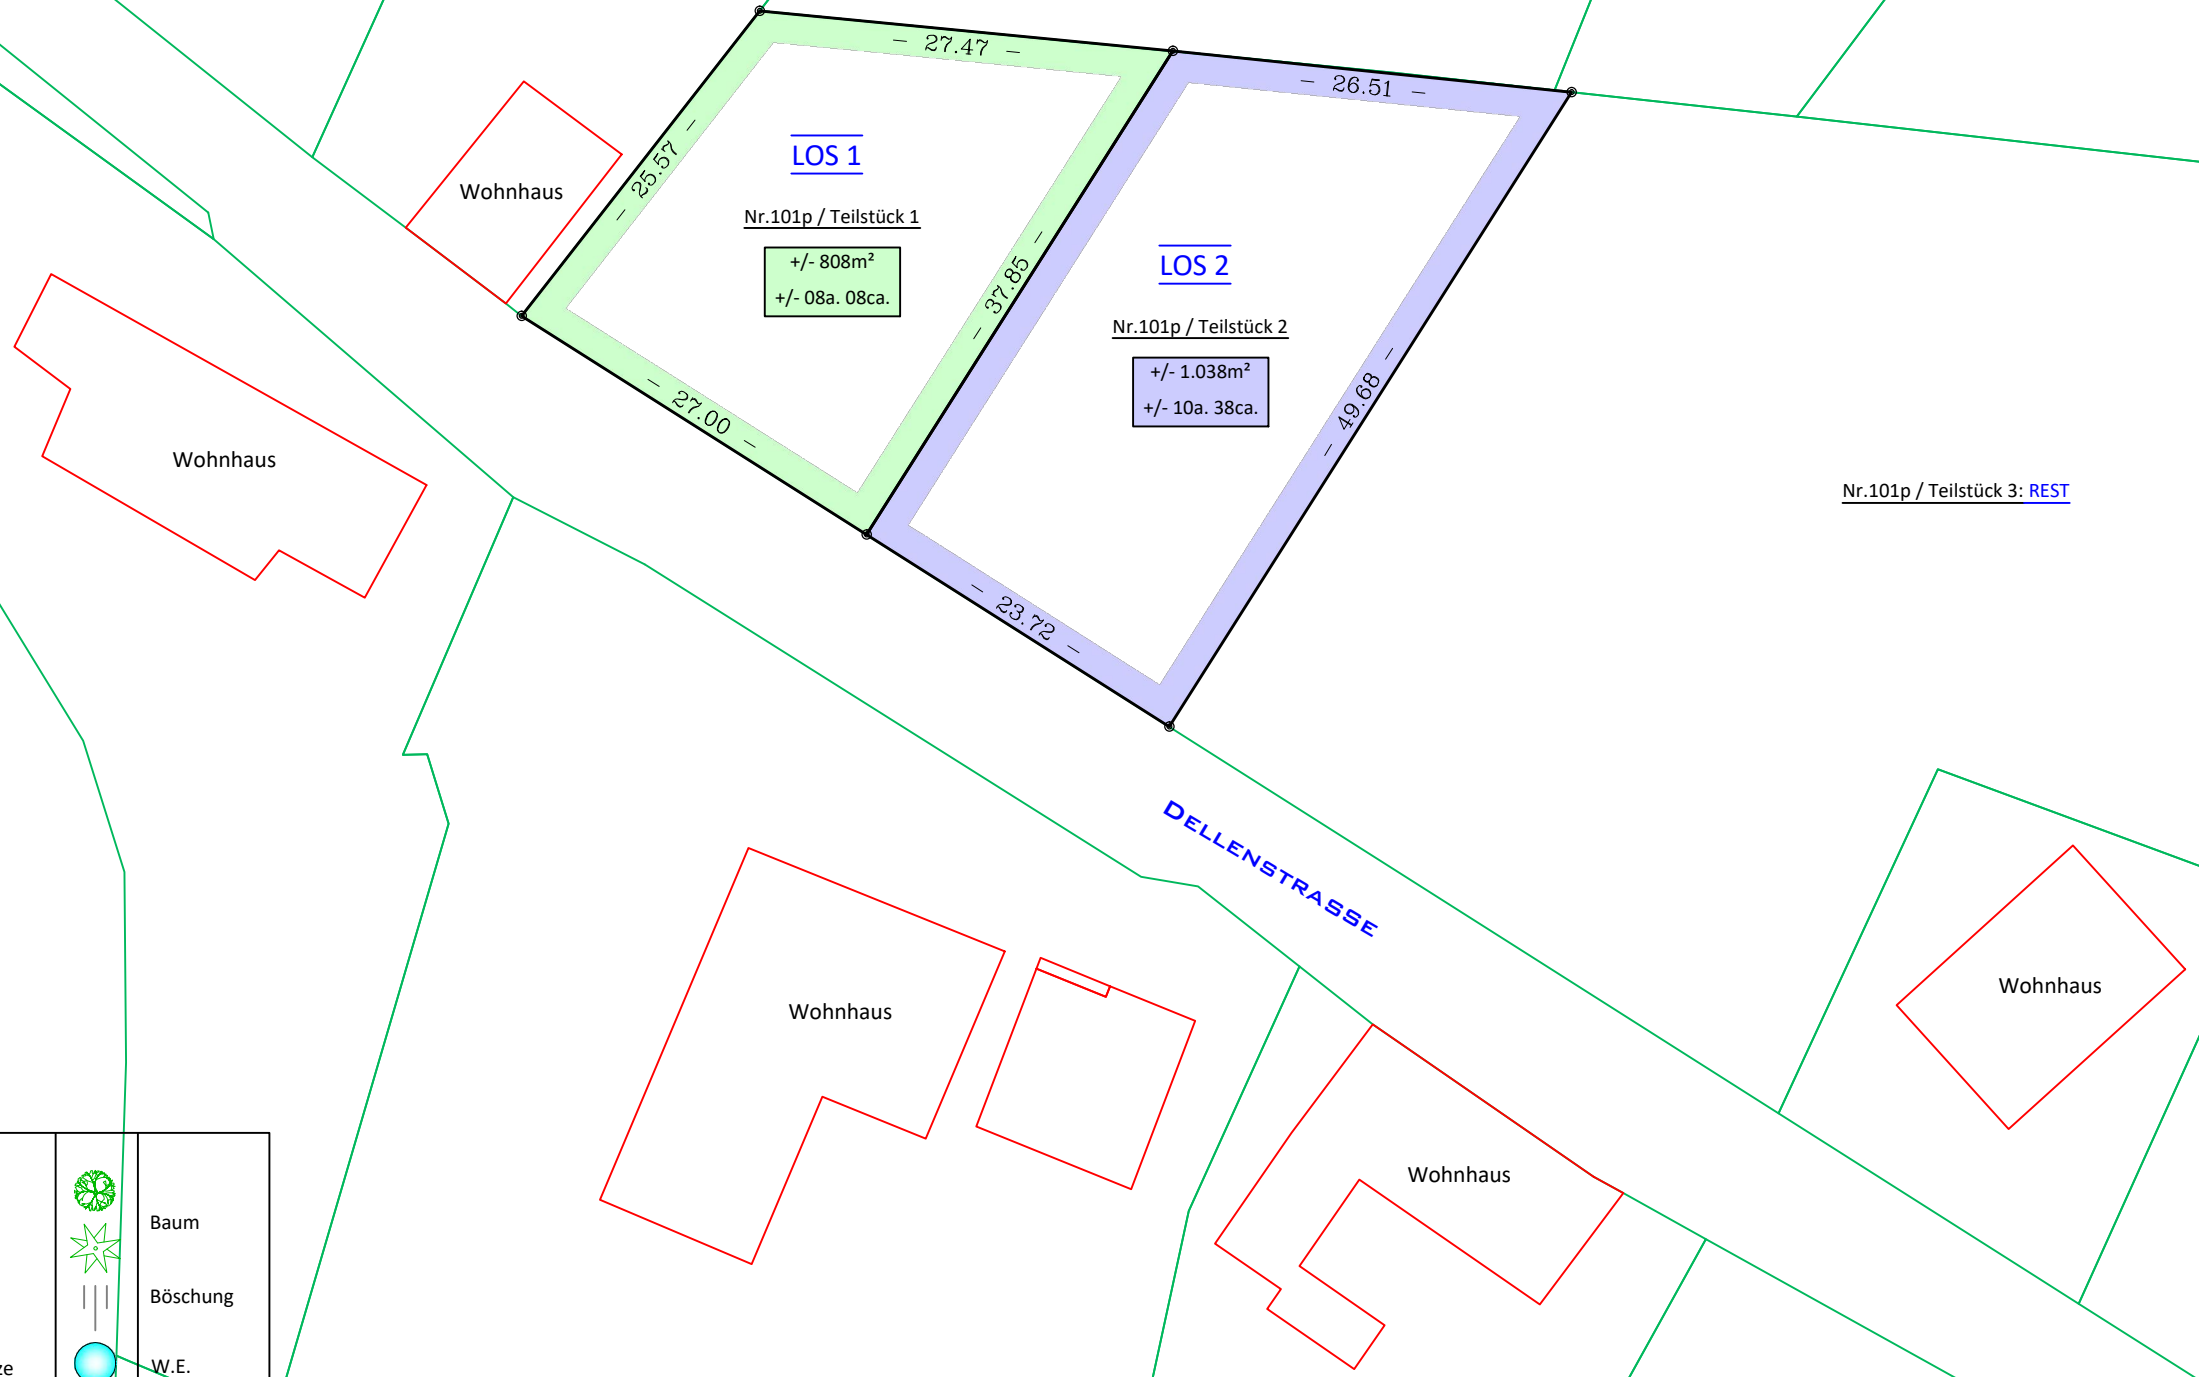 - 27.47 -
- 26.51 -
- 25.57 -
LOS 1
Wohnhaus
Nr.101p / Teilstück 1
+/- 808m²
+/- 08a. 08ca.
- 37.85 -
LOS 2
Nr.101p / Teilstück 2
+/- 1.038m²
+/- 10a. 38ca.
- 27.00 -
- 49.68 -
Wohnhaus
Nr.101p / Teilstück 3: REST
- 23.72 -
DELLENSTRASSE
Wohnhaus
Wohnhaus
Wohnhaus
Baum
Böschung
W.E.
ze